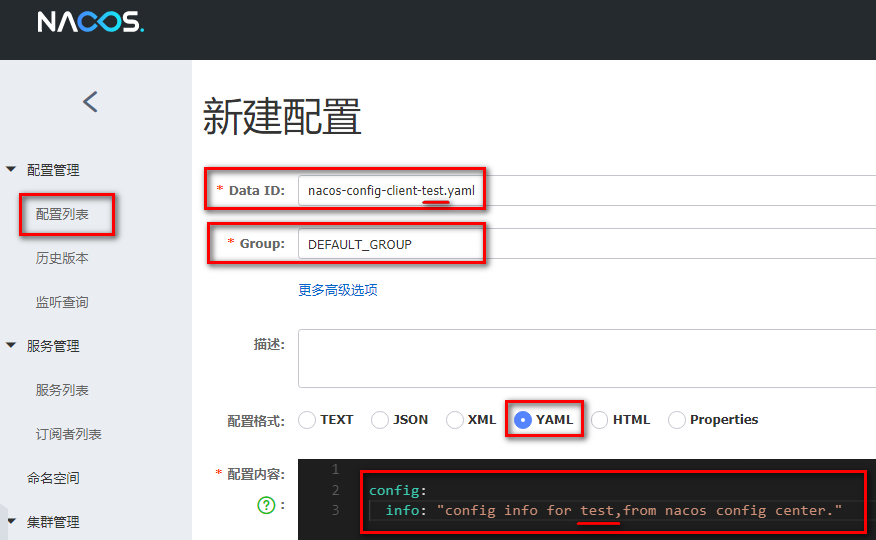 NACOS.
新建配置
配置管理
配置列表
历史版本
监听查询
服务管理
服务列表
订阅者列表
命名空间
集群管理
* Data ID: nacos-config-client-test.yaml
* Group: DEFAULT_GROUP
更多高级选项
描述:
配置格式: TEXT JSON XML YAML HTML Properties
* 配置内容: 1
? : 2 config:
3 info: "config info for test,from nacos config center."